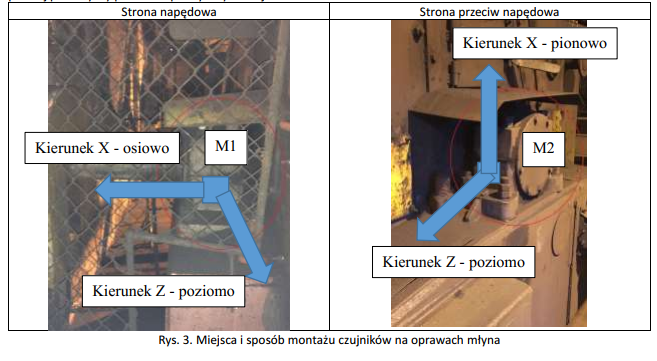 Strona napędowa
Strona przeciw napędowa
Kierunek X - pionowo
Kierunek X - osiowo
M1
M2
Kierunek Z - poziomo
Kierunek Z - poziomo
Rys. 3. Miejsca i sposób montażu czujników na oprawach młyna